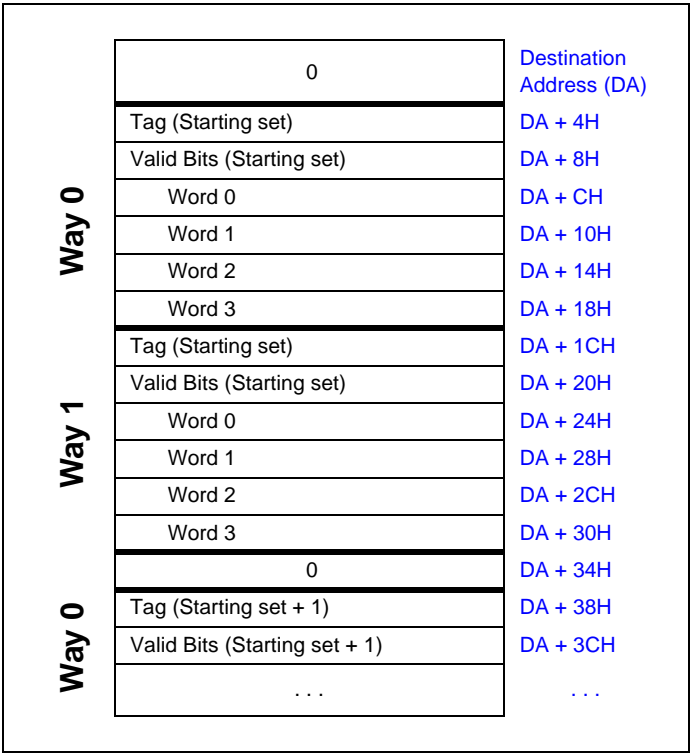 0 Destination
Address (DA)
Way 0
Tag (Starting set) DA + 4H
Valid Bits (Starting set) DA + 8H
Word 0 DA + CH
Word 1 DA + 10H
Word 2 DA + 14H
Word 3 DA + 18H
Way 1
Tag (Starting set) DA + 1CH
Valid Bits (Starting set) DA + 20H
Word 0 DA + 24H
Word 1 DA + 28H
Word 2 DA + 2CH
Word 3 DA + 30H
0 DA + 34H
Way 0
Tag (Starting set + 1) DA + 38H
Valid Bits (Starting set + 1) DA + 3CH
. . . . . .